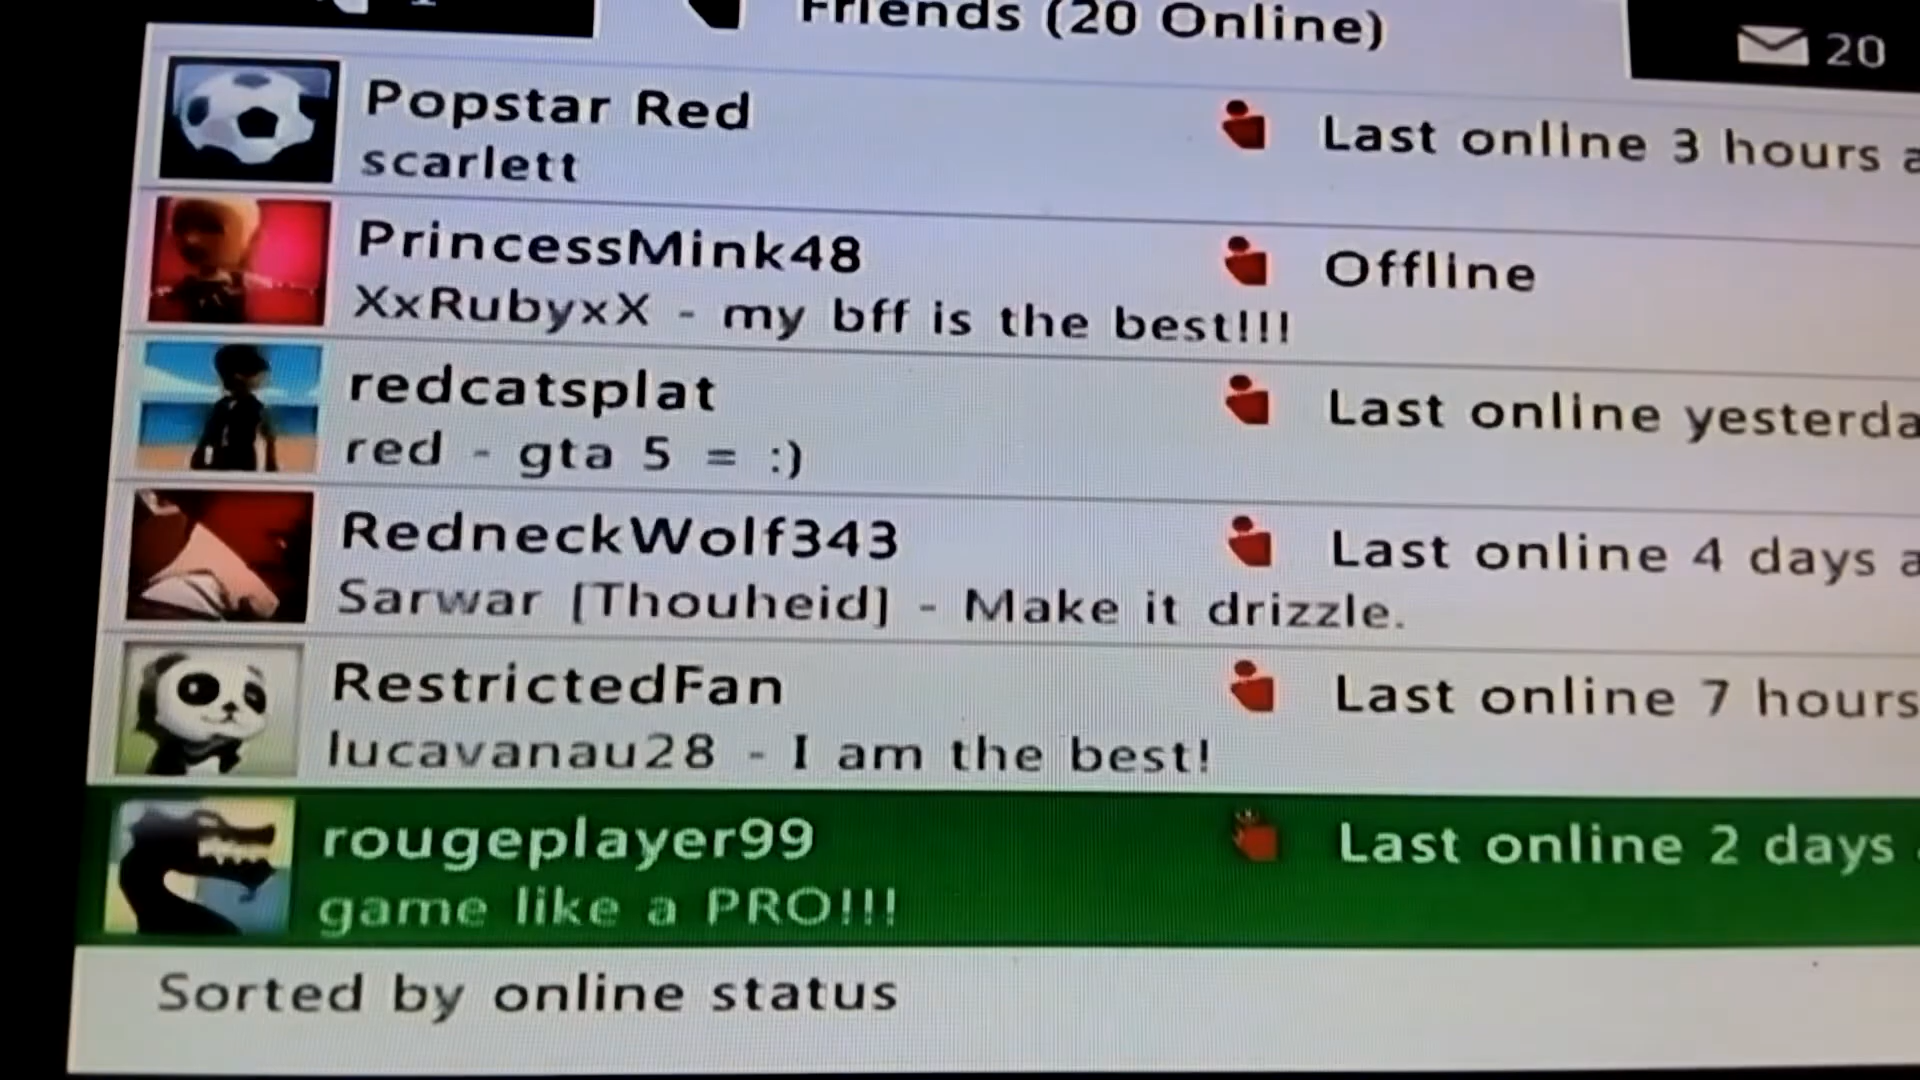 Friends (20 Online)
20
Popstar Red
Last online 3 hours a
scarlett
PrincessMink48
Offline
XxRubyxX - my bff is the best!!!
redcatsplat
Last online yesterda
red - gta 5 = :)
RedneckWolf343
Last online 4 days a
Sarwar [Thouheid] - Make it drizzle.
RestrictedFan
Last online 7 hours
lucavanau28 - I am the best!
rougeplayer99
Last online 2 days
game like a PRO!!!
Sorted by online status